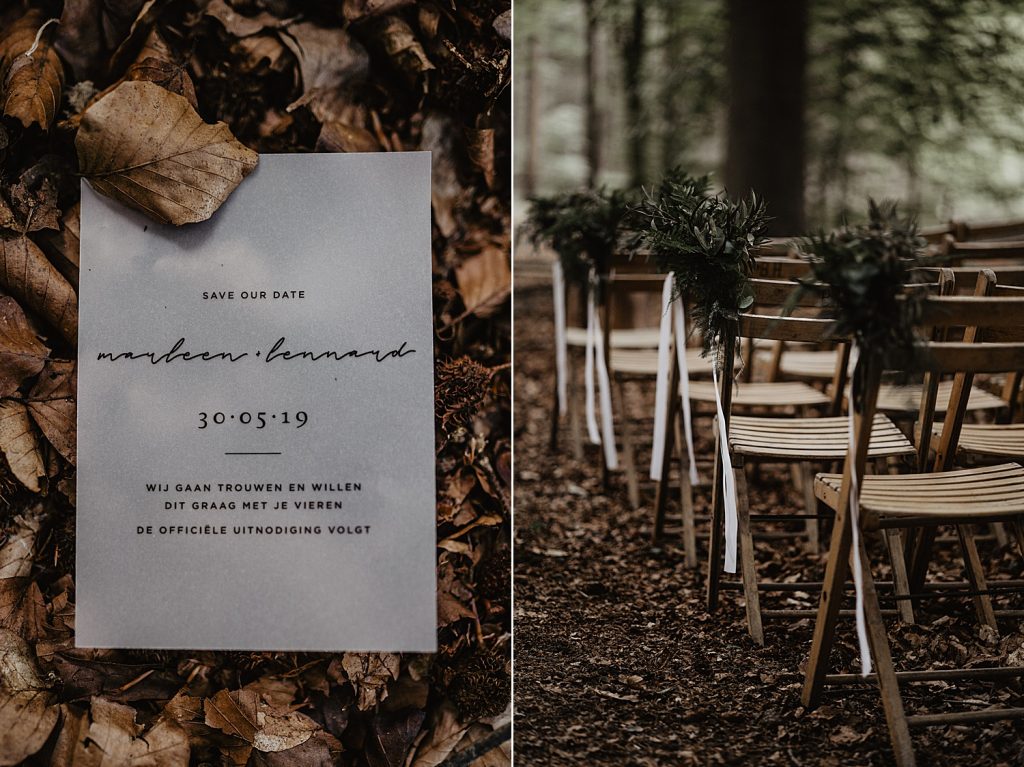 SAVE OUR DATE
marleen + lennard
30·05·19
WIJ GAAN TROUWEN EN WILLEN
DIT GRAAG MET JE VIEREN
DE OFFICIËLE UITNODIGING VOLGT